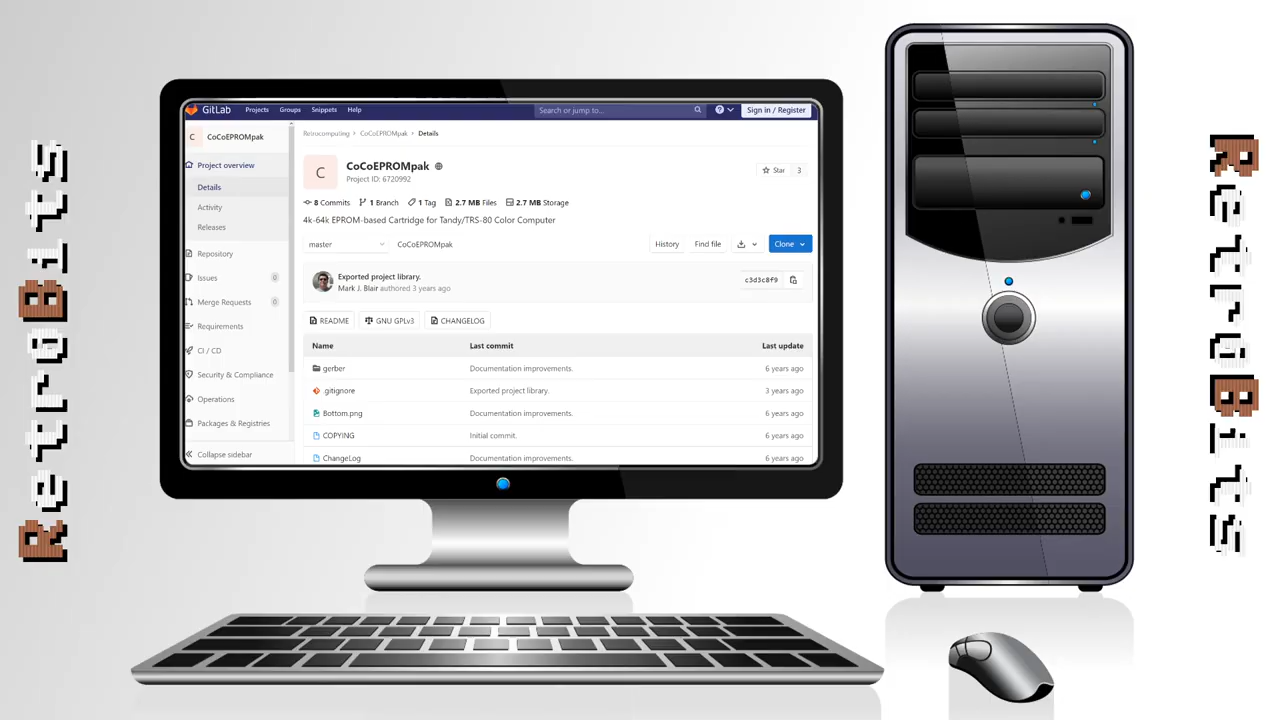 RetroBits
GitLab Projects Groups Snippets Help Search or jump to... Sign in / Register
C CoCoEPROMpak
Project overview
Details
Activity
Releases
Repository
Issues 0
Merge Requests 0
Requirements
CI / CD
Security & Compliance
Operations
Packages & Registries
Collapse sidebar
Retrocomputing > CoCoEPROMpak > Details
C
CoCoEPROMpak
Project ID: 6720992
Star 3
8 Commits 1 Branch 1 Tag 2.7 MB Files 2.7 MB Storage
4k-64k EPROM-based Cartridge for Tandy/TRS-80 Color Computer
master CoCoEPROMpak History Find file Clone
Exported project library.
Mark J. Blair authored 3 years ago
c3d3c8f9
README GNU GPLv3 CHANGELOG
Name Last commit Last update
gerber Documentation improvements. 6 years ago
.gitignore Exported project library. 3 years ago
Bottom.png Documentation improvements. 6 years ago
COPYING Initial commit. 6 years ago
ChangeLog Documentation improvements. 6 years ago
RetroBits